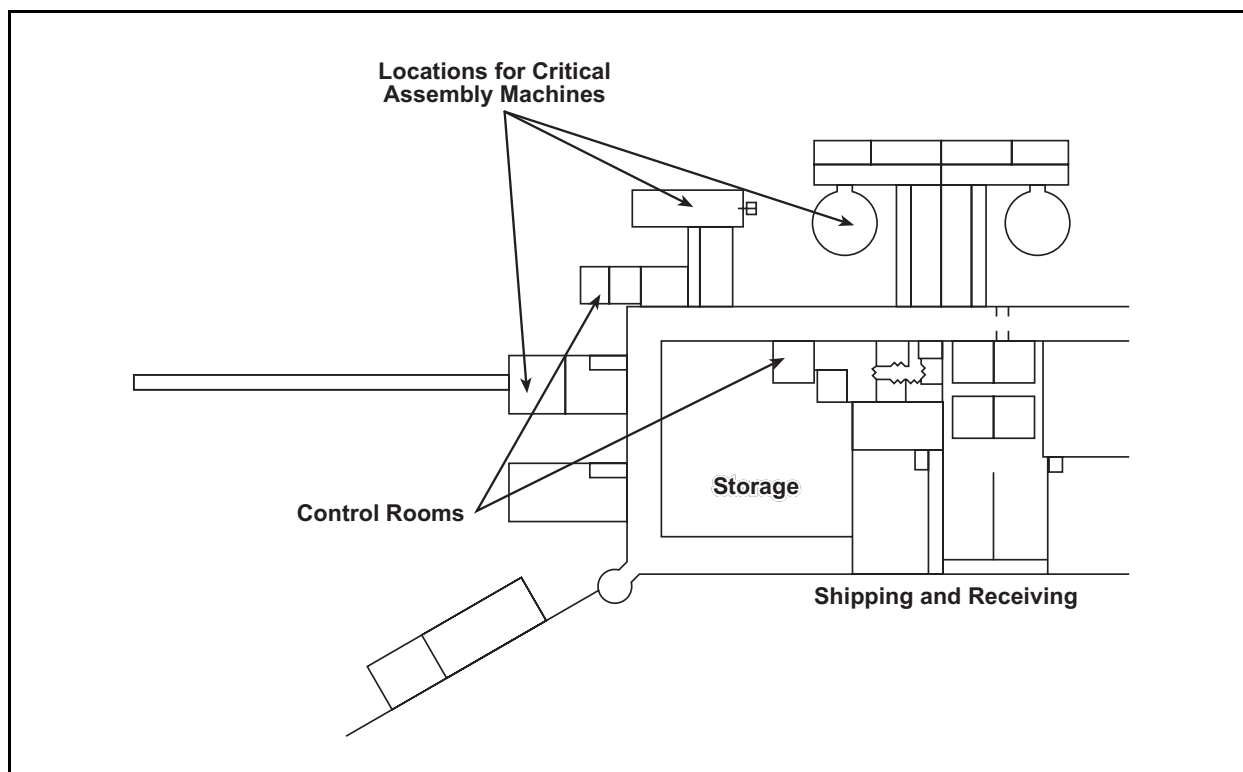 Locations for Critical
Assembly Machines
Control Rooms
Storage
Shipping and Receiving